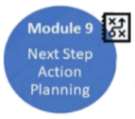 Module 9
Next Step
Action
Planning